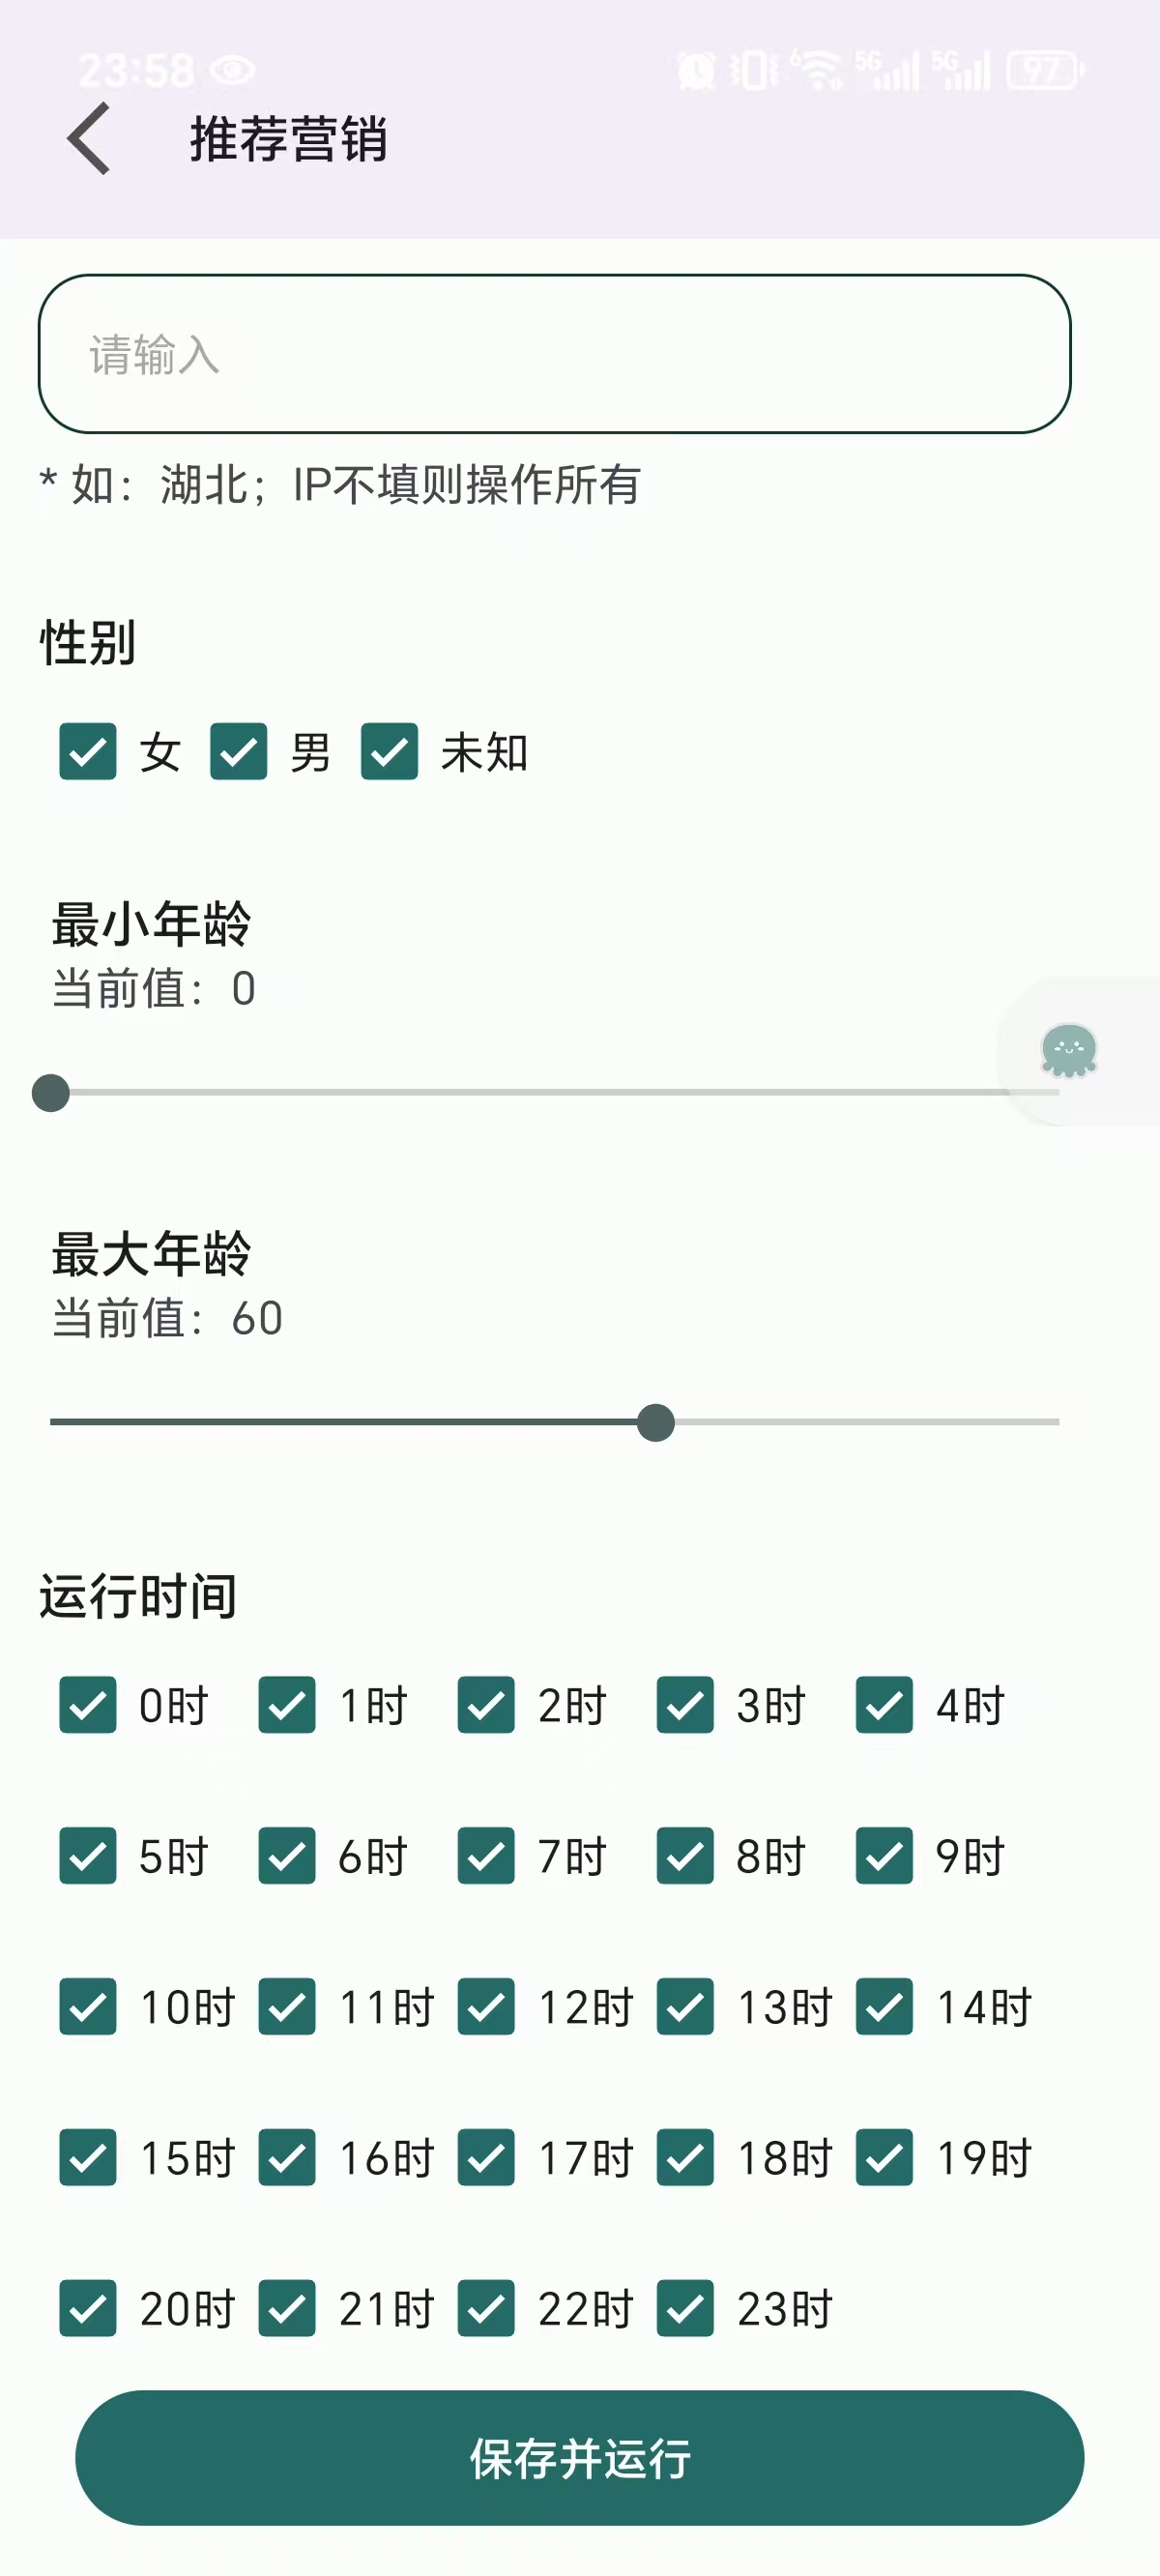 23:58 6 5G 5G 97
推荐营销
请输入
* 如：湖北；IP不填则操作所有
性别
女 男 未知
最小年龄
当前值：0
最大年龄
当前值：60
运行时间
0时 1时 2时 3时 4时
5时 6时 7时 8时 9时
10时 11时 12时 13时 14时
15时 16时 17时 18时 19时
20时 21时 22时 23时
保存并运行